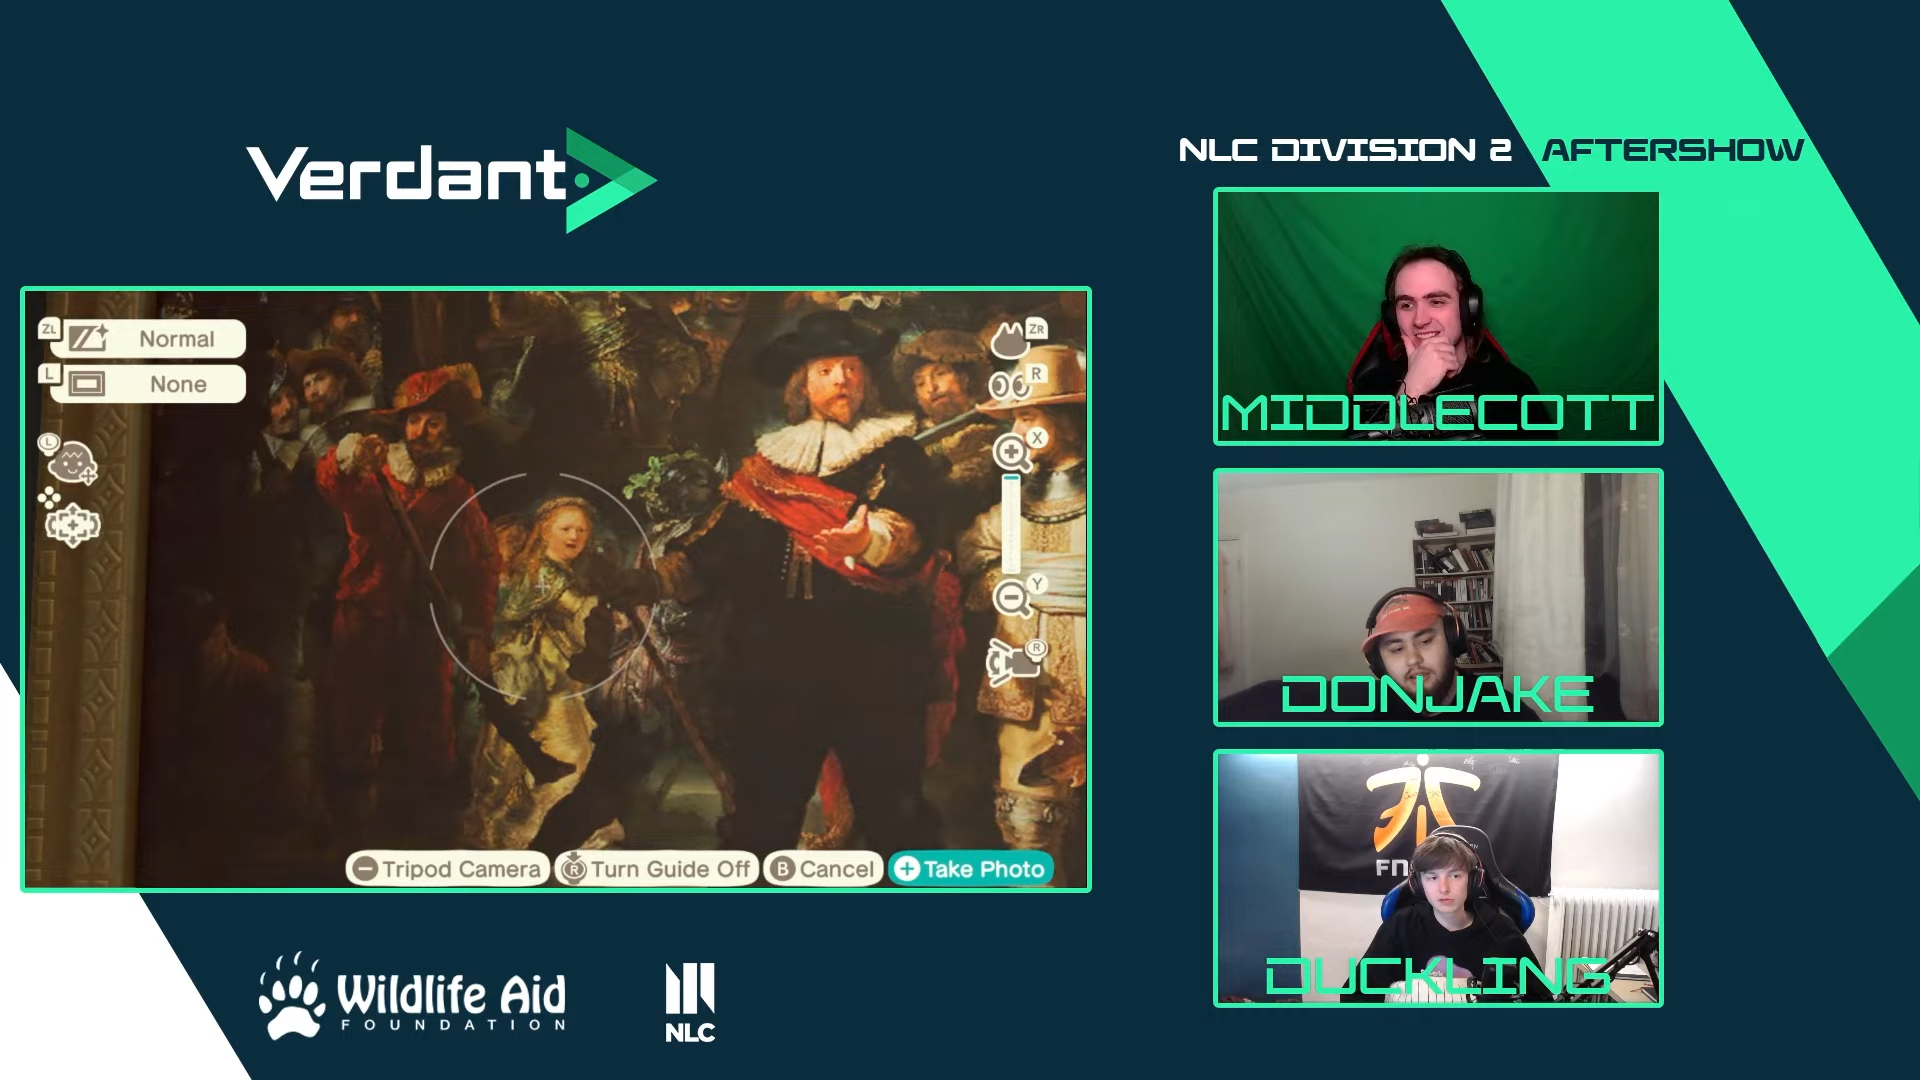 Verdant
NLC DIVISION 2 AFTERSHOW
ZL Normal
L None
L
ZR
R
X
Y
R
Tripod Camera
R Turn Guide Off
B Cancel
Take Photo
MIDDLECOTT
DONJAKE
FN
DUCKLING
Wildlife Aid
FOUNDATION
NLC